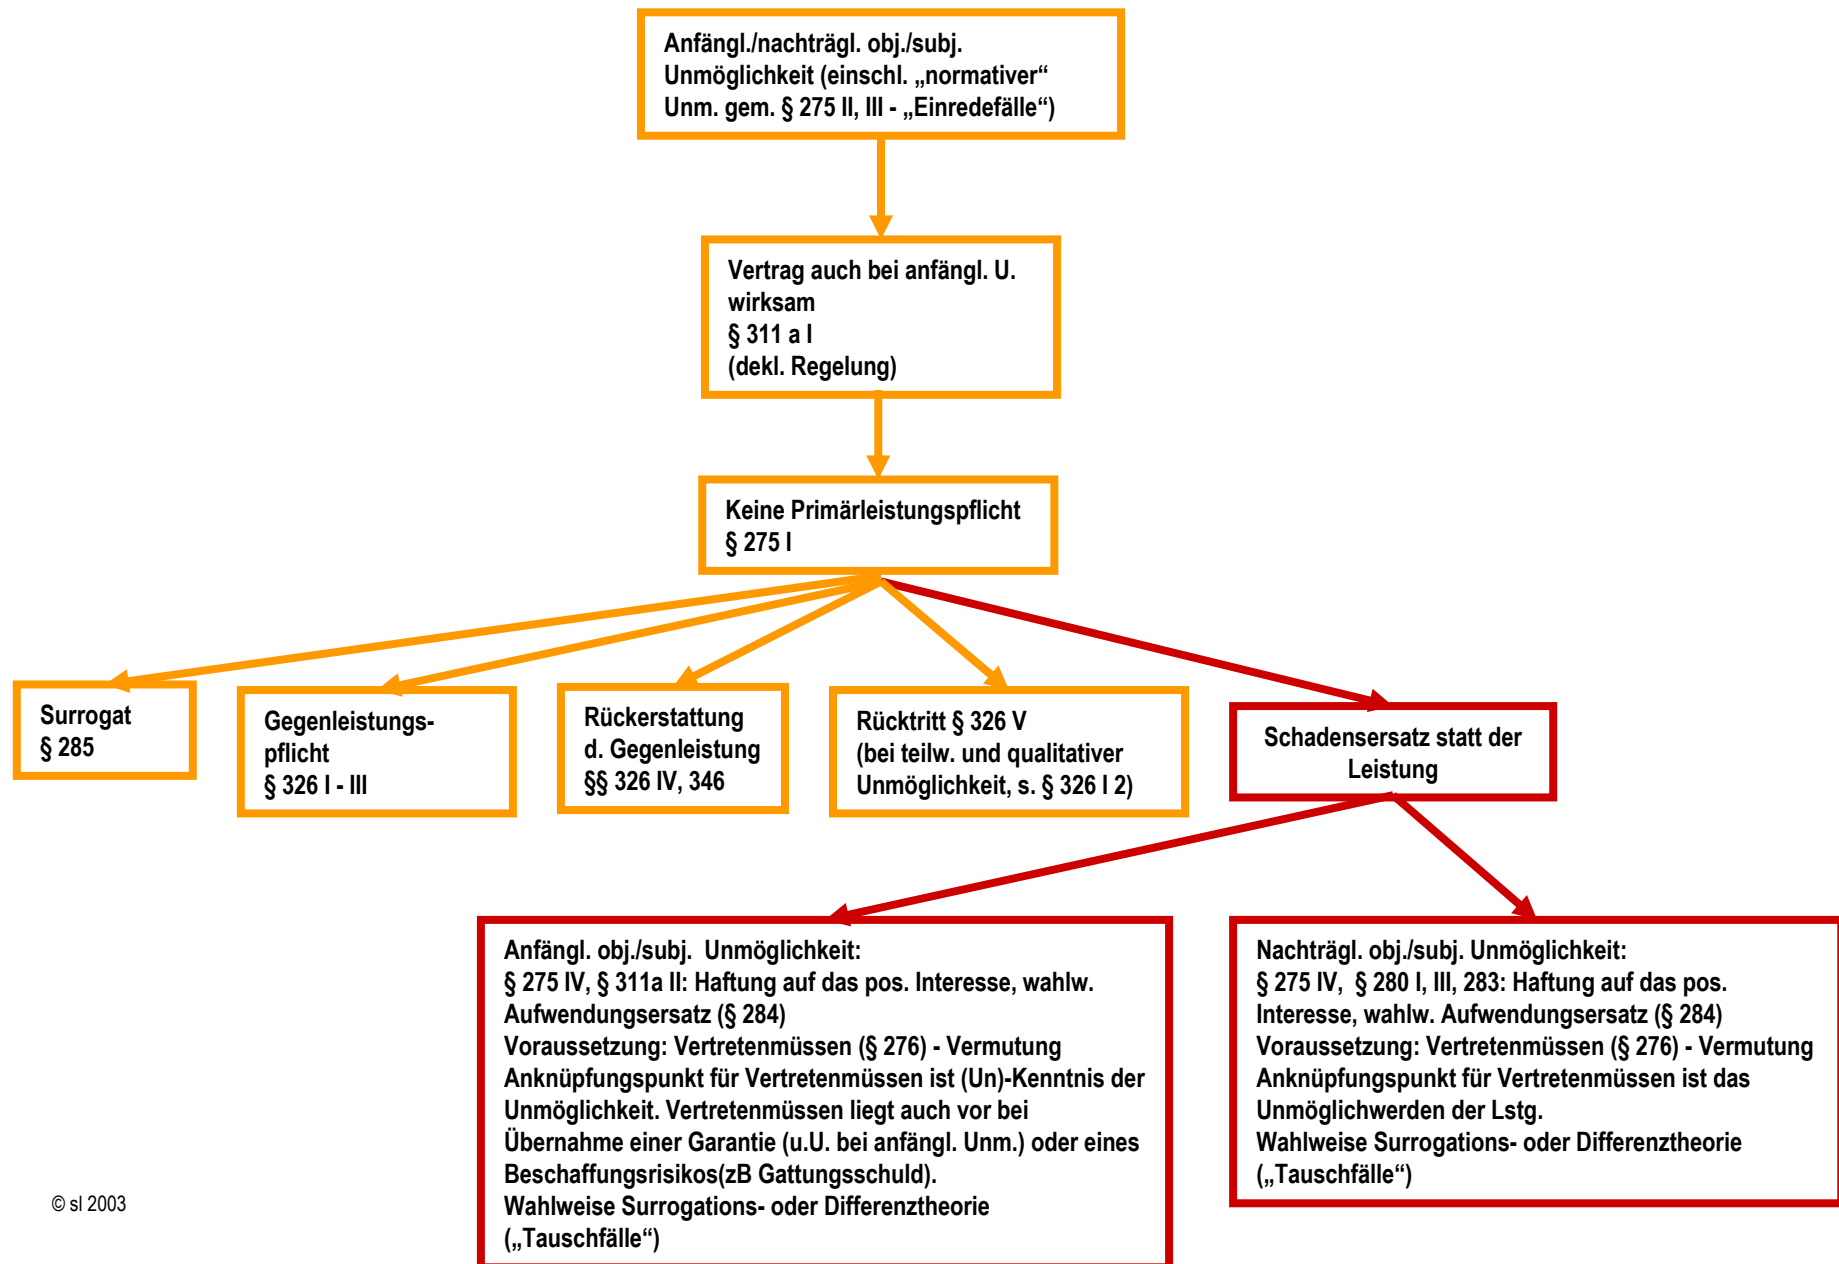 Anfängl./nachträgl. obj./subj.
Unmöglichkeit (einschl. „normativer“
Unm. gem. § 275 II, III - „Einredefälle“)
Vertrag auch bei anfängl. U.
wirksam
§ 311 a I
(dekl. Regelung)
Keine Primärleistungspflicht
§ 275 I
Surrogat
§ 285
Gegenleistungs-
pflicht
§ 326 I - III
Rückerstattung
d. Gegenleistung
§§ 326 IV, 346
Rücktritt § 326 V
(bei teilw. und qualitativer
Unmöglichkeit, s. § 326 I 2)
Schadensersatz statt der
Leistung
Anfängl. obj./subj. Unmöglichkeit:
§ 275 IV, § 311a II: Haftung auf das pos. Interesse, wahlw.
Aufwendungsersatz (§ 284)
Voraussetzung: Vertretenmüssen (§ 276) - Vermutung
Anknüpfungspunkt für Vertretenmüssen ist (Un)-Kenntnis der
Unmöglichkeit. Vertretenmüssen liegt auch vor bei
Übernahme einer Garantie (u.U. bei anfängl. Unm.) oder eines
Beschaffungsrisikos(zB Gattungsschuld).
Wahlweise Surrogations- oder Differenztheorie
(„Tauschfälle“)
Nachträgl. obj./subj. Unmöglichkeit:
§ 275 IV, § 280 I, III, 283: Haftung auf das pos.
Interesse, wahlw. Aufwendungsersatz (§ 284)
Voraussetzung: Vertretenmüssen (§ 276) - Vermutung
Anknüpfungspunkt für Vertretenmüssen ist das
Unmöglichwerden der Lstg.
Wahlweise Surrogations- oder Differenztheorie
(„Tauschfälle“)
© sl 2003